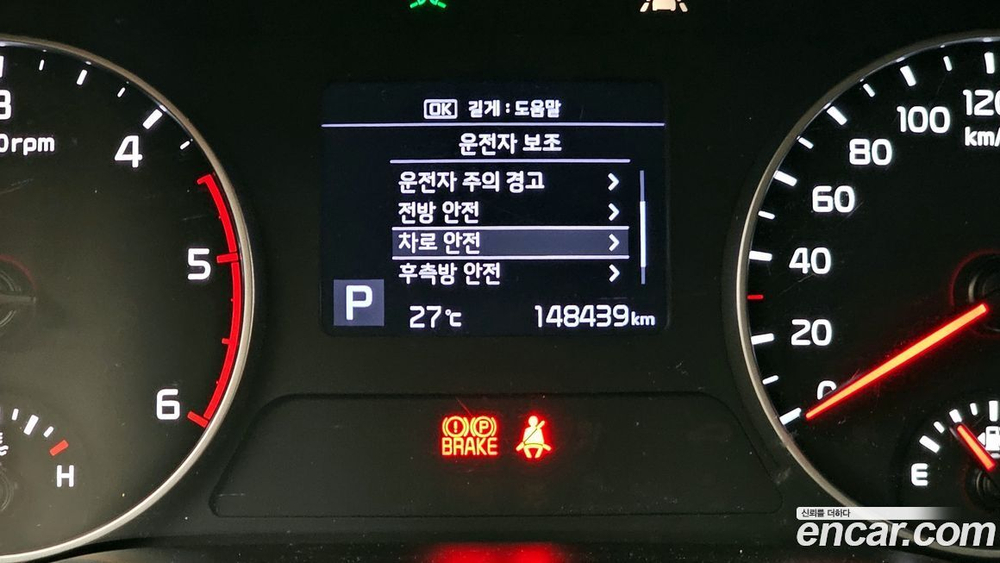 OK 길게 : 도움말
운전자 보조
운전자 주의 경고
전방 안전
차로 안전
후측방 안전
P 27℃ 148439km
4
5
6
H
120
100
km/
80
60
40
20
0
E
BRAKE
신뢰를 더하다
encar.com